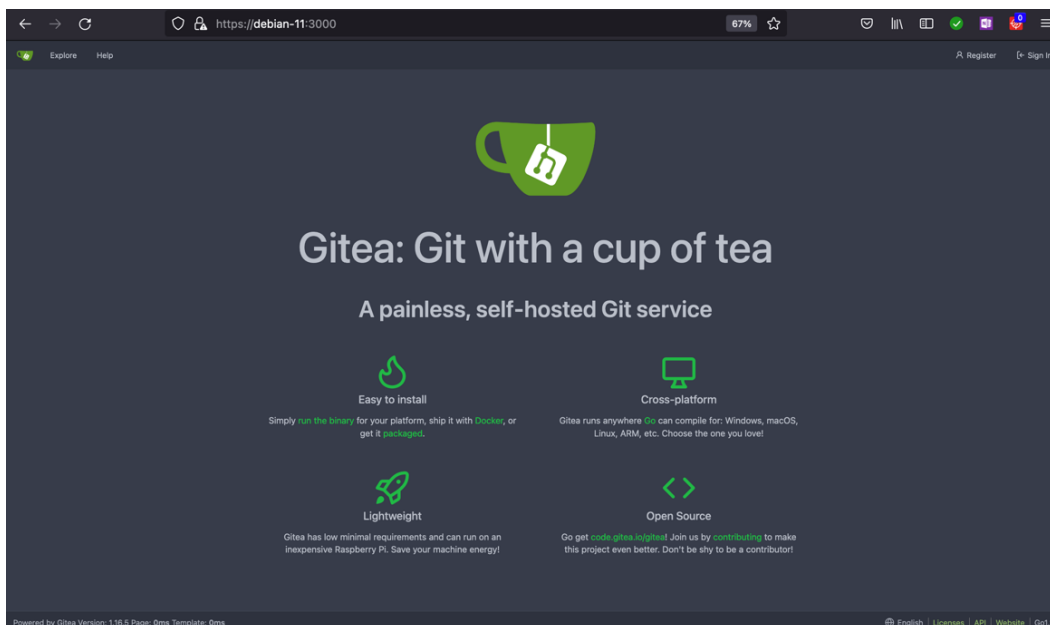 https://debian-11:3000
67%
0
Explore Help
Register Sign In
Gitea: Git with a cup of tea
A painless, self-hosted Git service
Easy to install
Simply run the binary for your platform, ship it with Docker, or
get it packaged.
Cross-platform
Gitea runs anywhere Go can compile for: Windows, macOS,
Linux, ARM, etc. Choose the one you love!
Lightweight
Gitea has low minimal requirements and can run on an
inexpensive Raspberry Pi. Save your machine energy!
Open Source
Go get code.gitea.io/gitea! Join us by contributing to make
this project even better. Don't be shy to be a contributor!
Powered by Gitea Version: 1.16.5 Page: 0ms Template: 0ms
English | Licenses | API | Website | Go1